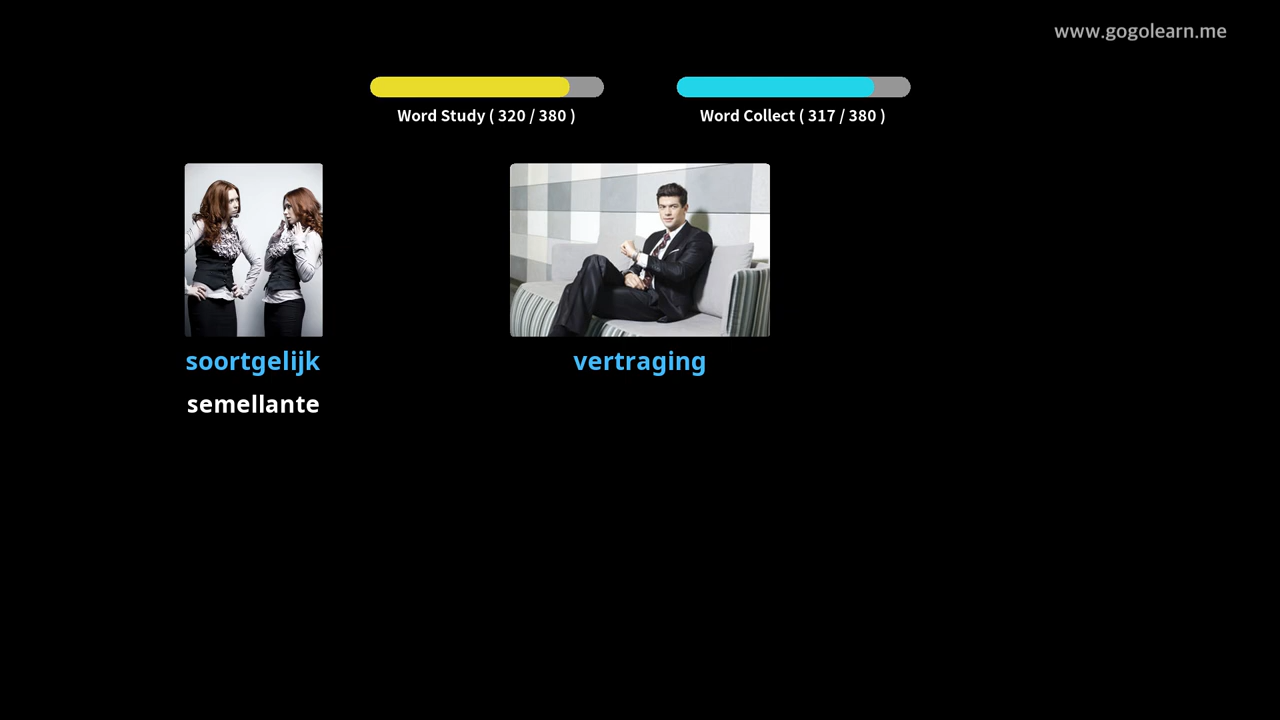 www.gogolearn.me
Word Study ( 320 / 380 )
Word Collect ( 317 / 380 )
soortgelijk
vertraging
semellante